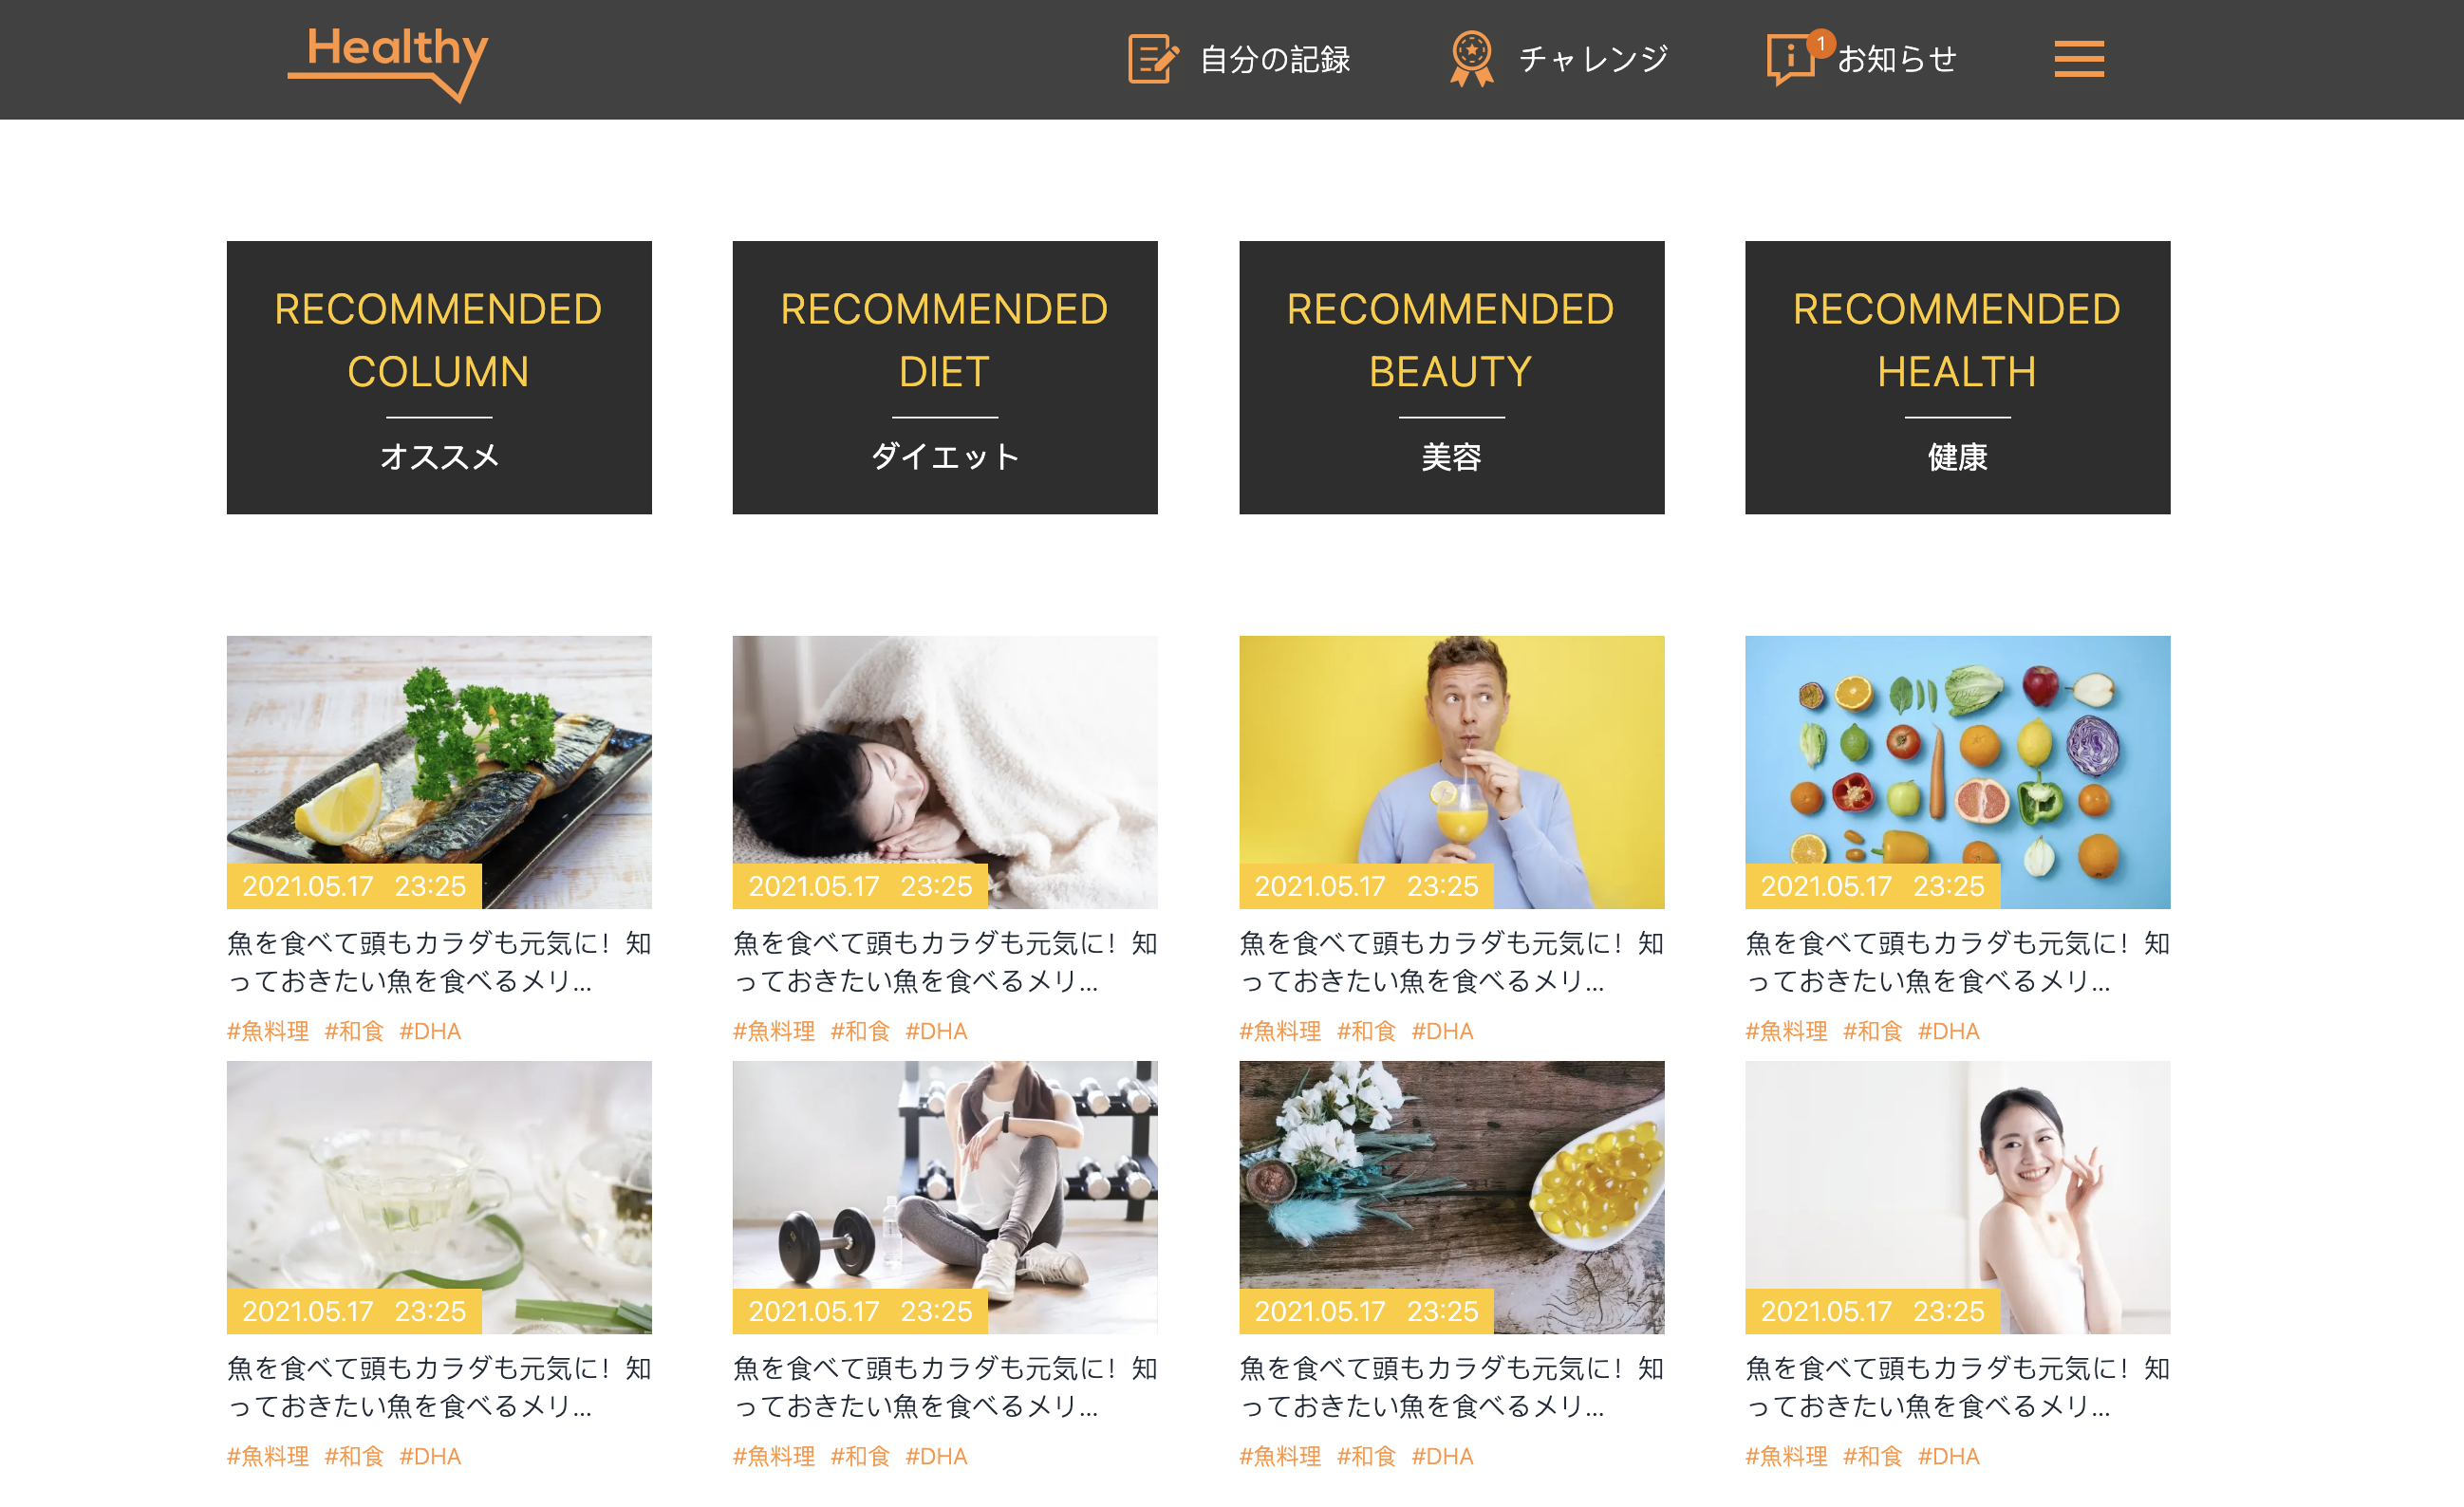 Healthy
自分の記録
チャレンジ
1
お知らせ
RECOMMENDED
COLUMN
オススメ
RECOMMENDED
DIET
ダイエット
RECOMMENDED
BEAUTY
美容
RECOMMENDED
HEALTH
健康
2021.05.17 23:25
魚を食べて頭もカラダも元気に！知
っておきたい魚を食べるメリ...
#魚料理 #和食 #DHA
2021.05.17 23:25
魚を食べて頭もカラダも元気に！知
っておきたい魚を食べるメリ...
#魚料理 #和食 #DHA
2021.05.17 23:25
魚を食べて頭もカラダも元気に！知
っておきたい魚を食べるメリ...
#魚料理 #和食 #DHA
2021.05.17 23:25
魚を食べて頭もカラダも元気に！知
っておきたい魚を食べるメリ...
#魚料理 #和食 #DHA
2021.05.17 23:25
魚を食べて頭もカラダも元気に！知
っておきたい魚を食べるメリ...
#魚料理 #和食 #DHA
2021.05.17 23:25
魚を食べて頭もカラダも元気に！知
っておきたい魚を食べるメリ...
#魚料理 #和食 #DHA
2021.05.17 23:25
魚を食べて頭もカラダも元気に！知
っておきたい魚を食べるメリ...
#魚料理 #和食 #DHA
2021.05.17 23:25
魚を食べて頭もカラダも元気に！知
っておきたい魚を食べるメリ...
#魚料理 #和食 #DHA